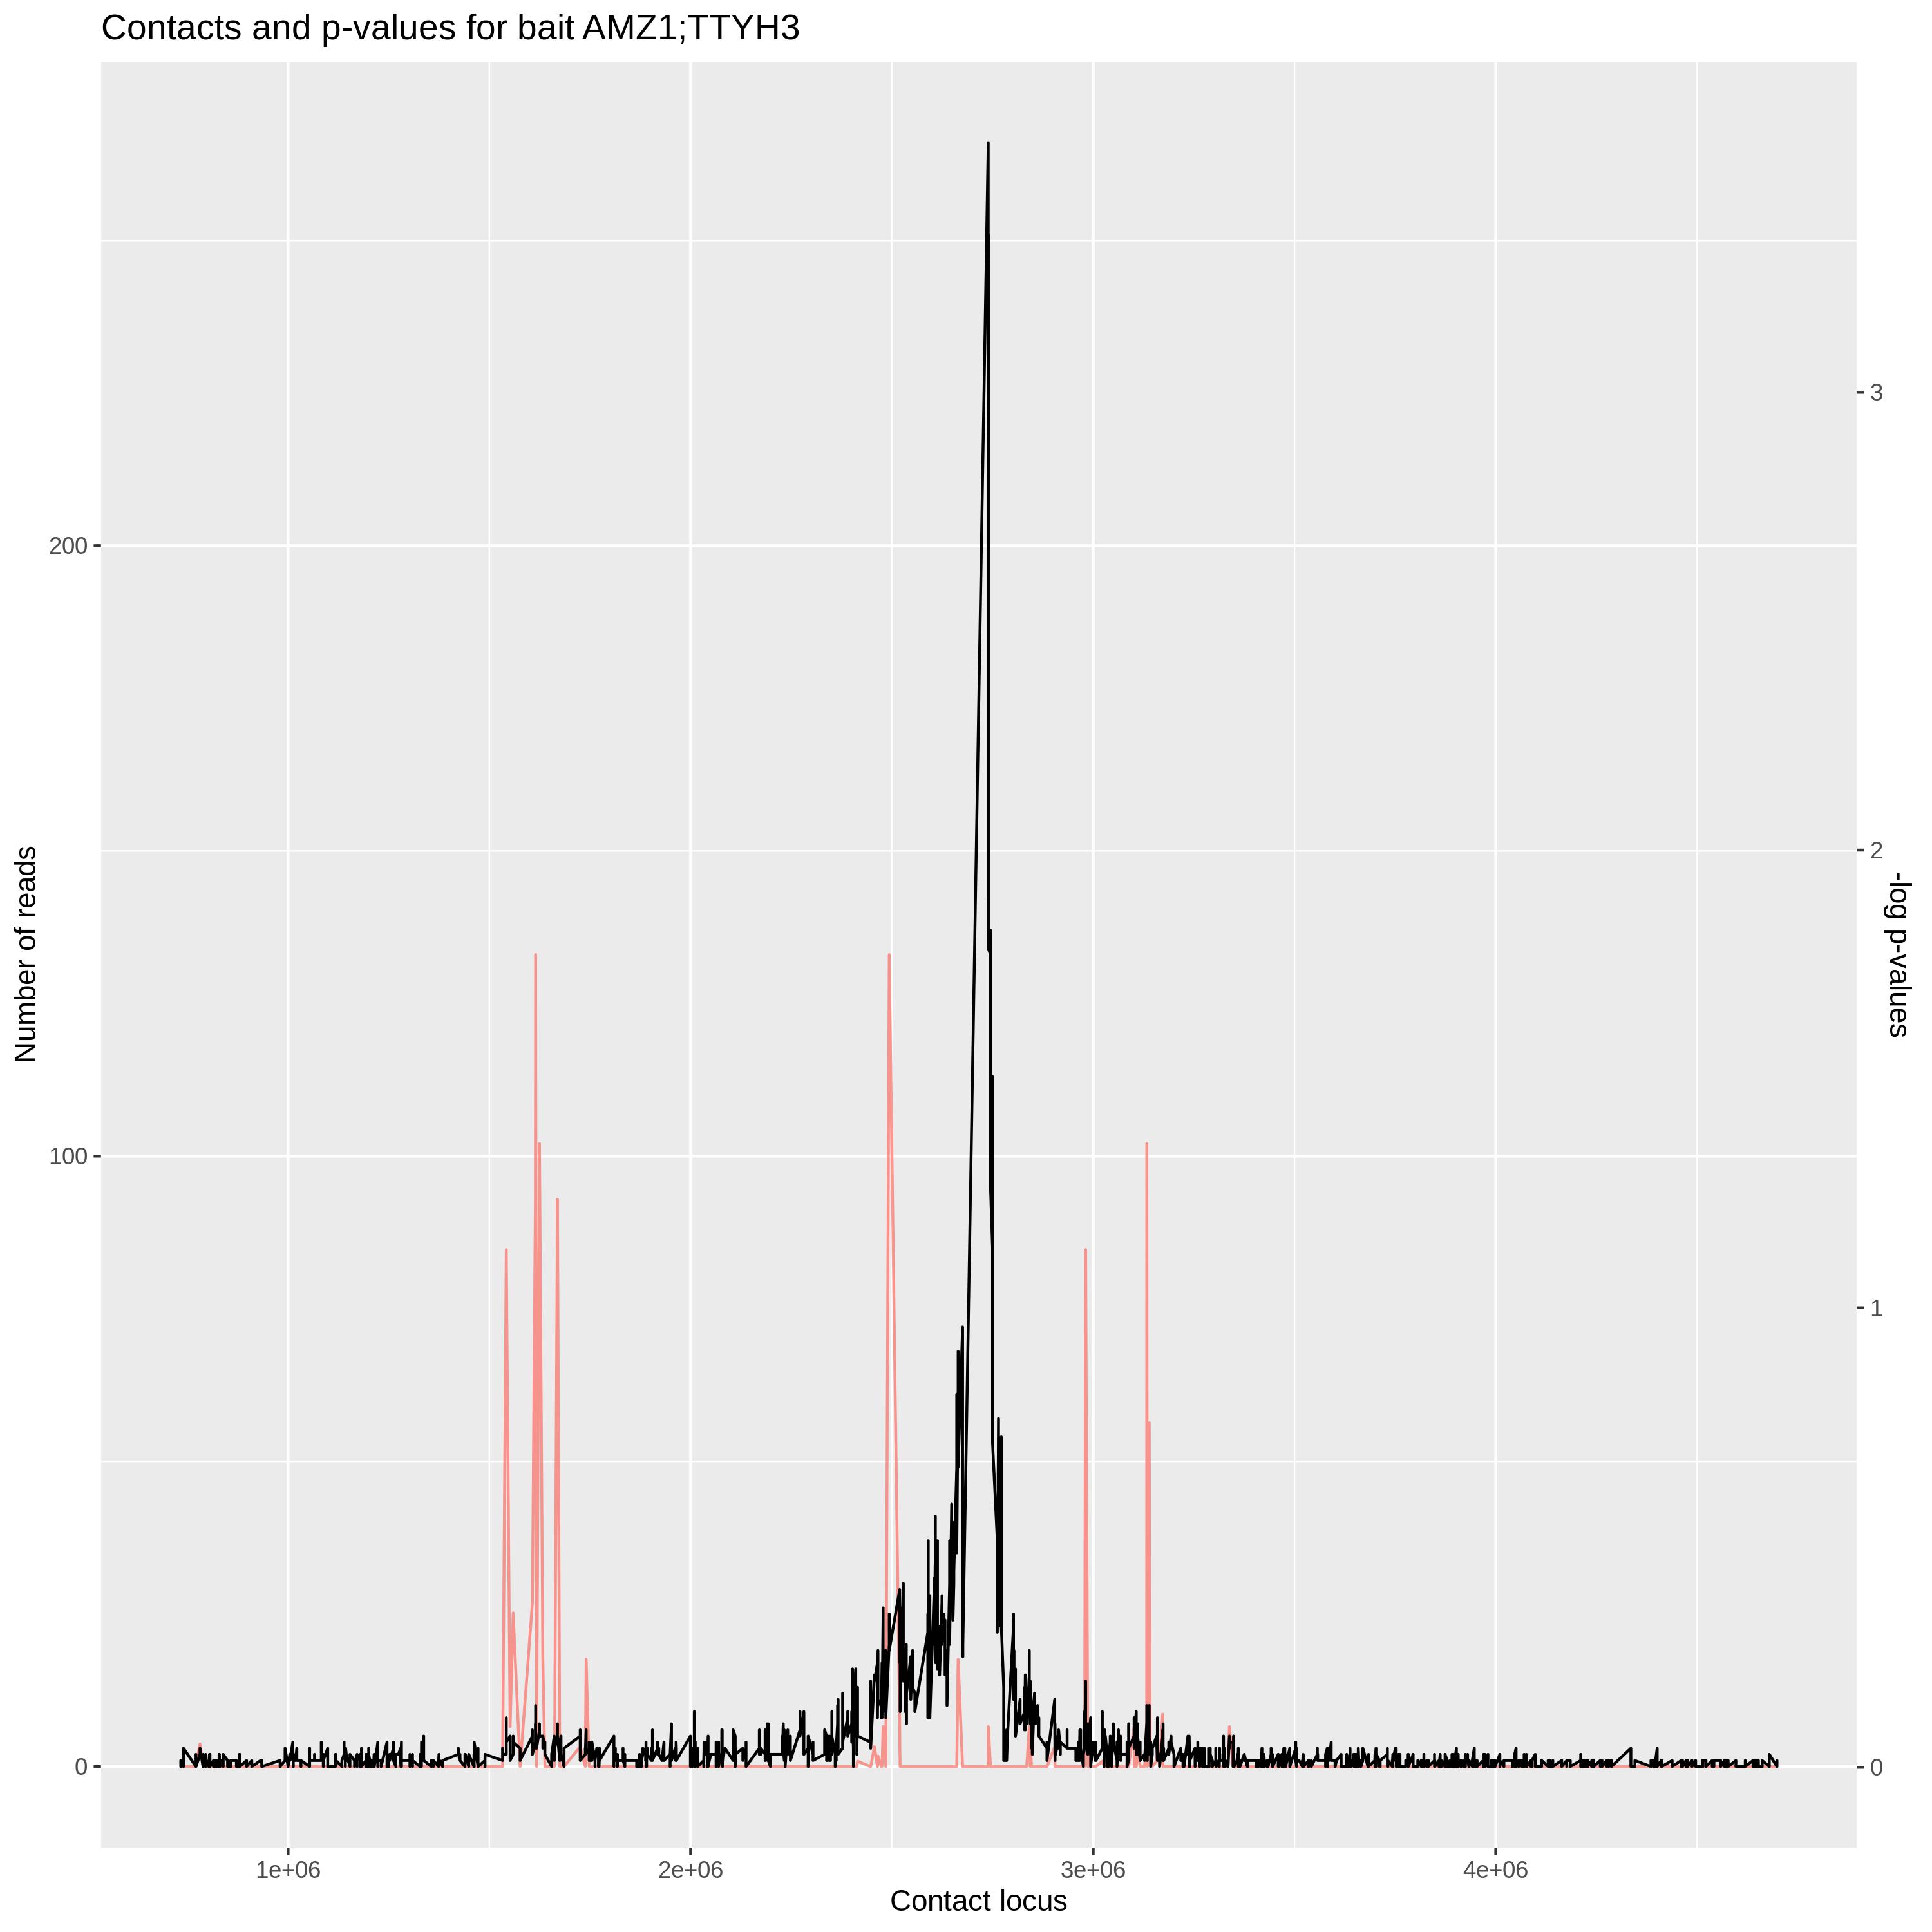 Contacts and p-values for bait AMZ1;TTYH3
Number of reads
200
100
0
3
2
1
0
-log p-values
1e+06
2e+06
3e+06
4e+06
Contact locus